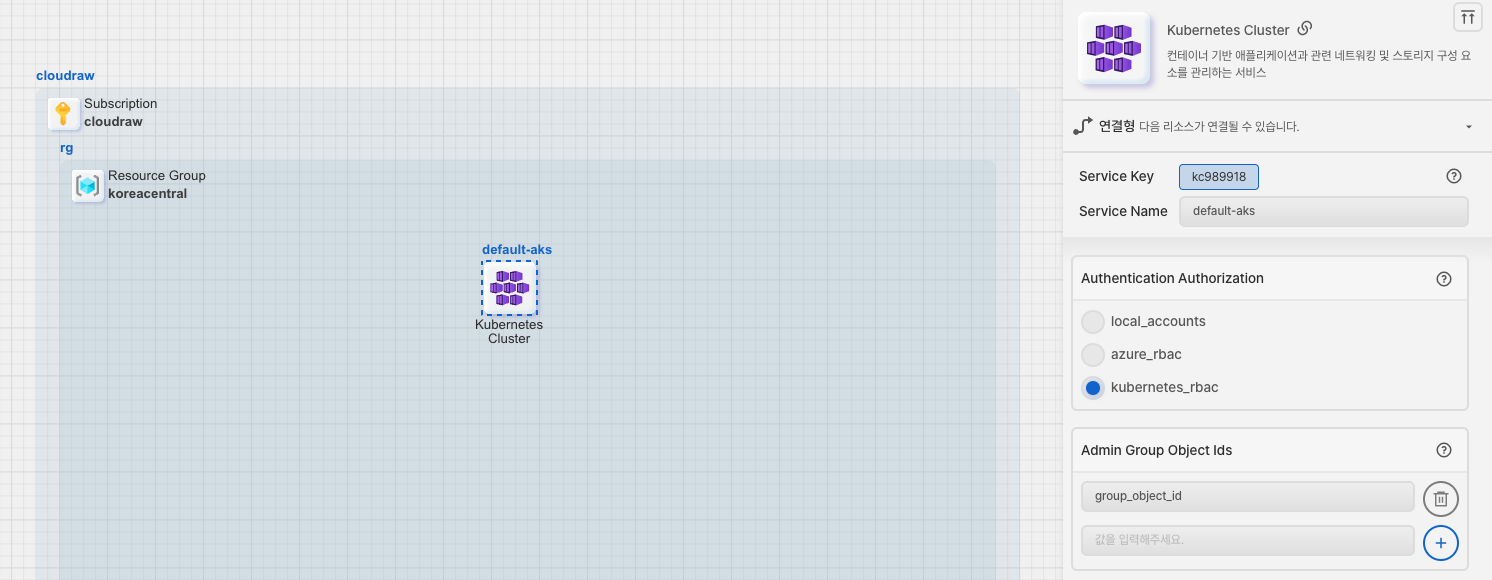 cloudraw
Subscription
cloudraw
rg
Resource Group
koreacentral
default-aks
Kubernetes
Cluster
Kubernetes Cluster
컨테이너 기반 애플리케이션과 관련 네트워킹 및 스토리지 구성 요
소를 관리하는 서비스
연결형 다음 리소스가 연결될 수 있습니다.
Service Key kc989918
Service Name default-aks
Authentication Authorization
local_accounts
azure_rbac
kubernetes_rbac
Admin Group Object Ids
group_object_id
값을 입력해주세요.